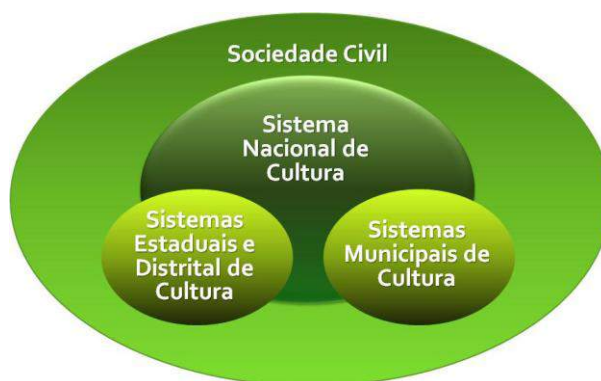 Sociedade Civil
Sistema
Nacional de
Cultura
Sistemas
Estaduais e
Distrital de
Cultura
Sistemas
Municipais de
Cultura